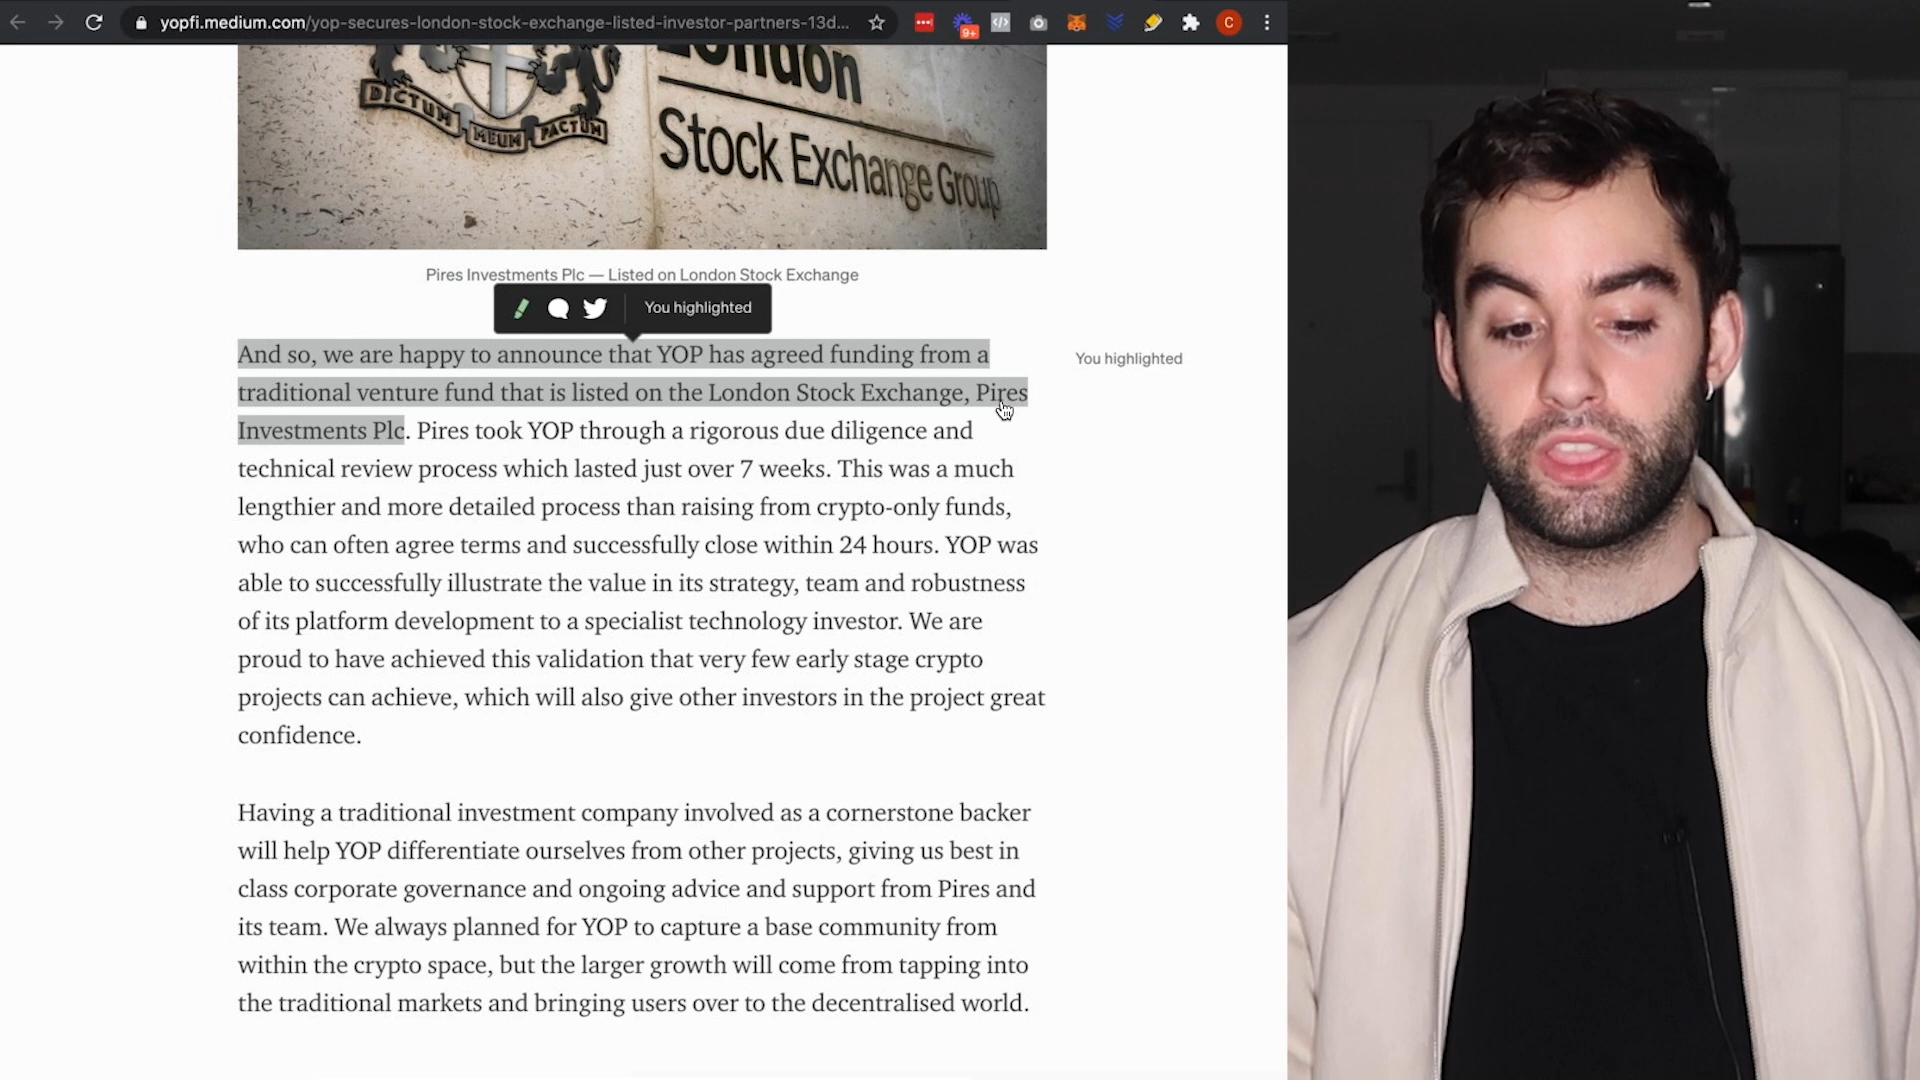 yopfi.medium.com/yop-secures-london-stock-exchange-listed-investor-partners-13d...
9+
C
London
Stock Exchange Group
DICTUM
MEUM
PACTUM
Pires Investments Plc — Listed on London Stock Exchange
You highlighted
And so, we are happy to announce that YOP has agreed funding from a
You highlighted
traditional venture fund that is listed on the London Stock Exchange, Pires
Investments Plc. Pires took YOP through a rigorous due diligence and
technical review process which lasted just over 7 weeks. This was a much
lengthier and more detailed process than raising from crypto-only funds,
who can often agree terms and successfully close within 24 hours. YOP was
able to successfully illustrate the value in its strategy, team and robustness
of its platform development to a specialist technology investor. We are
proud to have achieved this validation that very few early stage crypto
projects can achieve, which will also give other investors in the project great
confidence.
Having a traditional investment company involved as a cornerstone backer
will help YOP differentiate ourselves from other projects, giving us best in
class corporate governance and ongoing advice and support from Pires and
its team. We always planned for YOP to capture a base community from
within the crypto space, but the larger growth will come from tapping into
the traditional markets and bringing users over to the decentralised world.